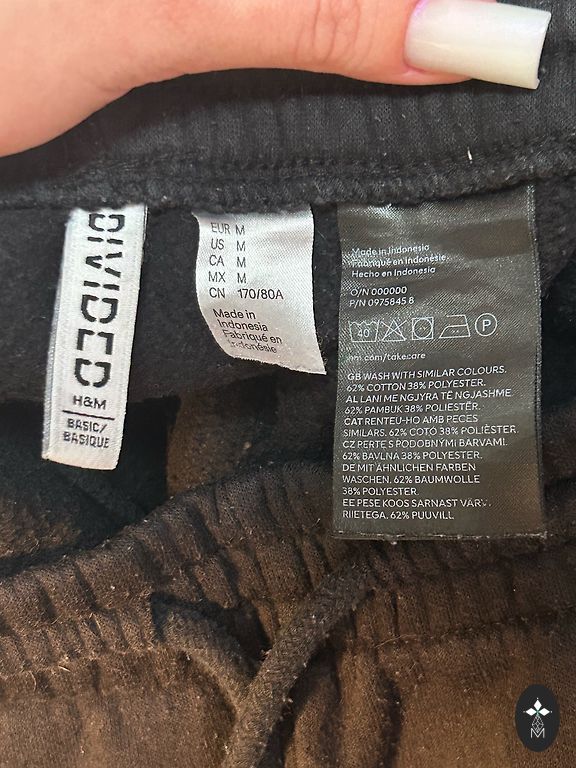 DIVIDED
H&M
BASIC/
BASIQUE
EUR M
US M
CA M
MX M
CN 170/80A
Made in
Indonesia
Fabriqué en
Indonésie
Made in Indonesia
Fabriqué en Indonésie
Hecho en Indonesia
O/N 000000
P/N 0975845 8
40
P
hm.com/takecare
GB WASH WITH SIMILAR COLOURS.
62% COTTON 38% POLYESTER.
AL LANI ME NGJYRA TË NGJASHME.
62% PAMBUK 38% POLIESTËR.
CAT RENTEU-HO AMB PECES
SIMILARS. 62% COTÓ 38% POLIÈSTER.
CZ PERTE S PODOBNÝMI BARVAMI.
62% BAVLNA 38% POLYESTER.
DE MIT ÄHNLICHEN FARBEN
WASCHEN. 62% BAUMWOLLE
38% POLYESTER.
EE PESE KOOS SARNAST VÄRVI
RIIETEGA. 62% PUUVILL
M